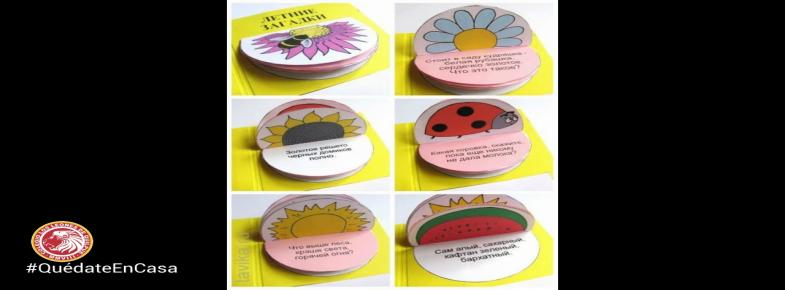 ЛЕТНИЕ
ЗАГАДКИ
Стоит в саду кудряшка -
белая рубашка,
сердечко золотое.
Что это такое?
Золотое решето
чёрных домиков
полно.
Какая коровка, скажите,
пока еще никому
не дала молока?
Что выше леса,
краше света,
горячей огня?
Сам алый, сахарный,
кафтан зеленый,
бархатный.
tavika
#QuédateEnCasa